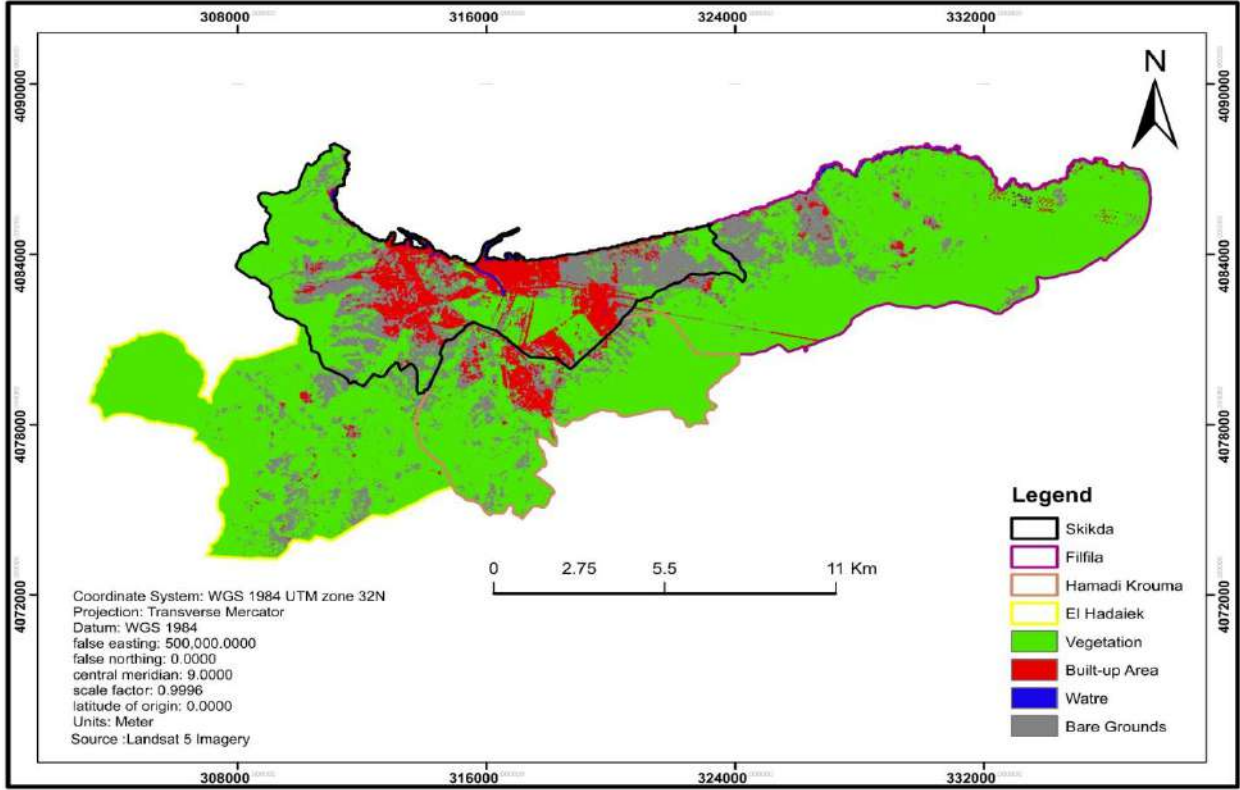 308000 316000 324000 332000
N
4090000 4090000
4084000 4084000
4078000 4078000
4072000 4072000
Legend
Skikda
Filfila
Hamadi Krouma
El Hadaiek
Vegetation
Built-up Area
Watre
Bare Grounds
0 2.75 5.5 11 Km
Coordinate System: WGS 1984 UTM zone 32N
Projection: Transverse Mercator
Datum: WGS 1984
false easting: 500,000.0000
false northing: 0.0000
central meridian: 9.0000
scale factor: 0.9996
latitude of origin: 0.0000
Units: Meter
Source :Landsat 5 Imagery
308000 316000 324000 332000